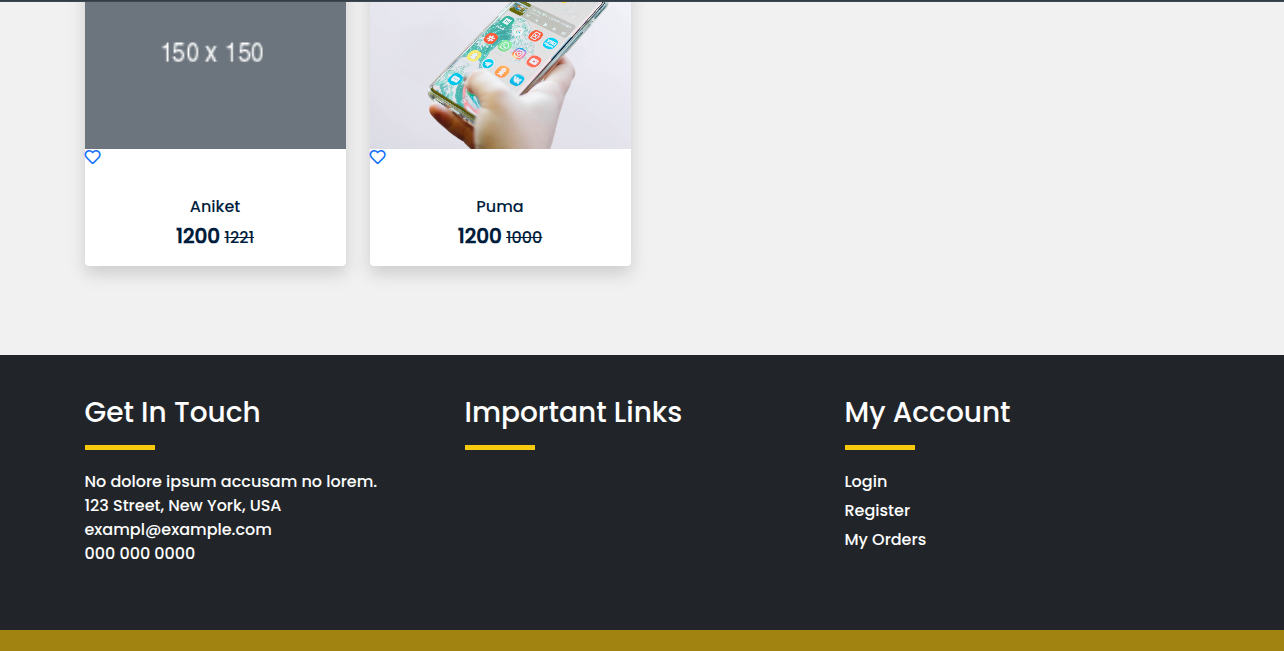 150 x 150
Aniket
1200 1221
Puma
1200 1000
Get In Touch
No dolore ipsum accusam no lorem.
123 Street, New York, USA
exampl@example.com
000 000 0000
Important Links
My Account
Login
Register
My Orders